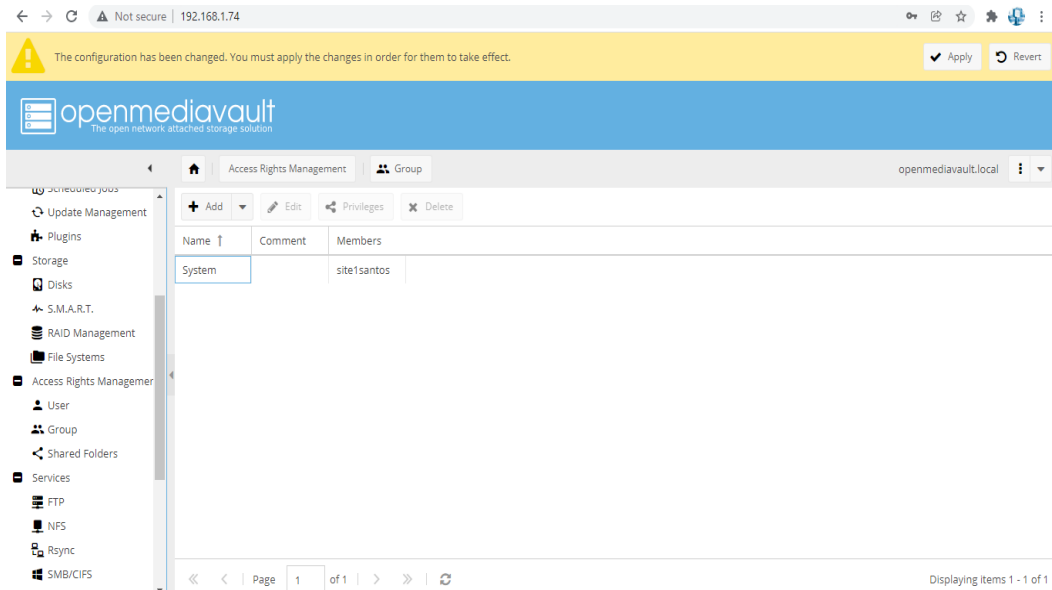 Not secure 192.168.1.74
The configuration has been changed. You must apply the changes in order for them to take effect.
Apply
Revert
openmediavault
The open network attached storage solution
Access Rights Management
Group
openmediavault.local
Scheduled Jobs
Update Management
Plugins
Storage
Disks
S.M.A.R.T.
RAID Management
File Systems
Access Rights Managemen
User
Group
Shared Folders
Services
FTP
NFS
Rsync
SMB/CIFS
Add Edit Privileges Delete
Name Comment Members
System site1santos
Page 1 of 1
Displaying items 1 - 1 of 1